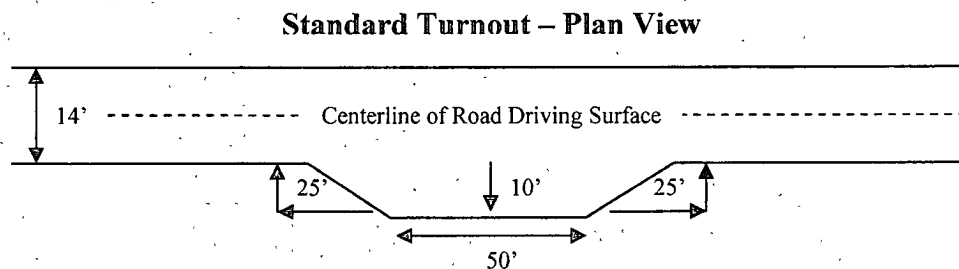 Standard Turnout – Plan View
14’
Centerline of Road Driving Surface
25’
10’
25’
50’